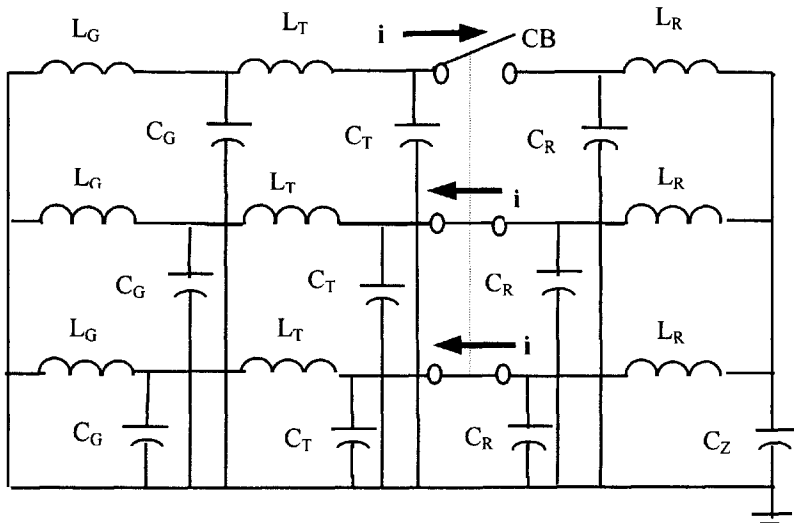 L_G L_T i CB L_R
C_G C_T C_R
L_G L_T i L_R
C_G C_T C_R
L_G L_T i L_R
C_G C_T C_R C_Z